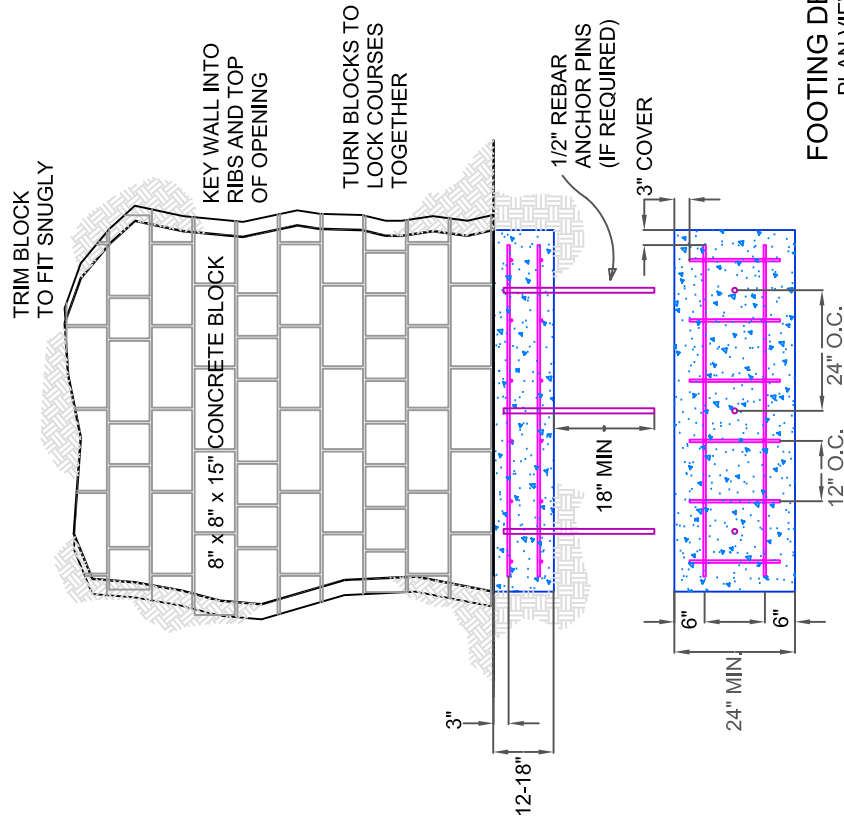 TRIM BLOCK
TO FIT SNUGLY
KEY WALL INTO
RIBS AND TOP
OF OPENING
8" x 8" x 15" CONCRETE BLOCK
TURN BLOCKS TO
LOCK COURSES
TOGETHER
1/2" REBAR
ANCHOR PINS
(IF REQUIRED)
3" COVER
3"
12-18"
18" MIN
6"
6"
24" MIN.
12" O.C.
24" O.C.
FOOTING
PLAN